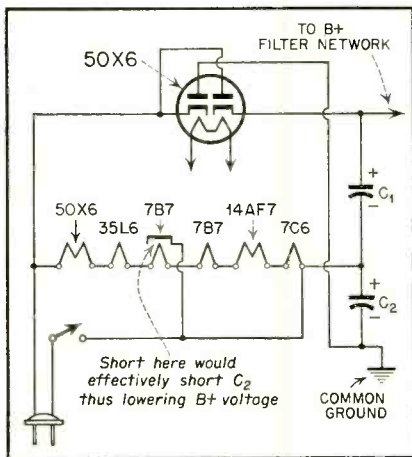 TO B+
FILTER NETWORK
50X6
+
C1
−
50X6
35L6
7B7
7B7
14AF7
7C6
+
C2
−
Short here would
effectively short C2
thus lowering B+ voltage
COMMON
GROUND